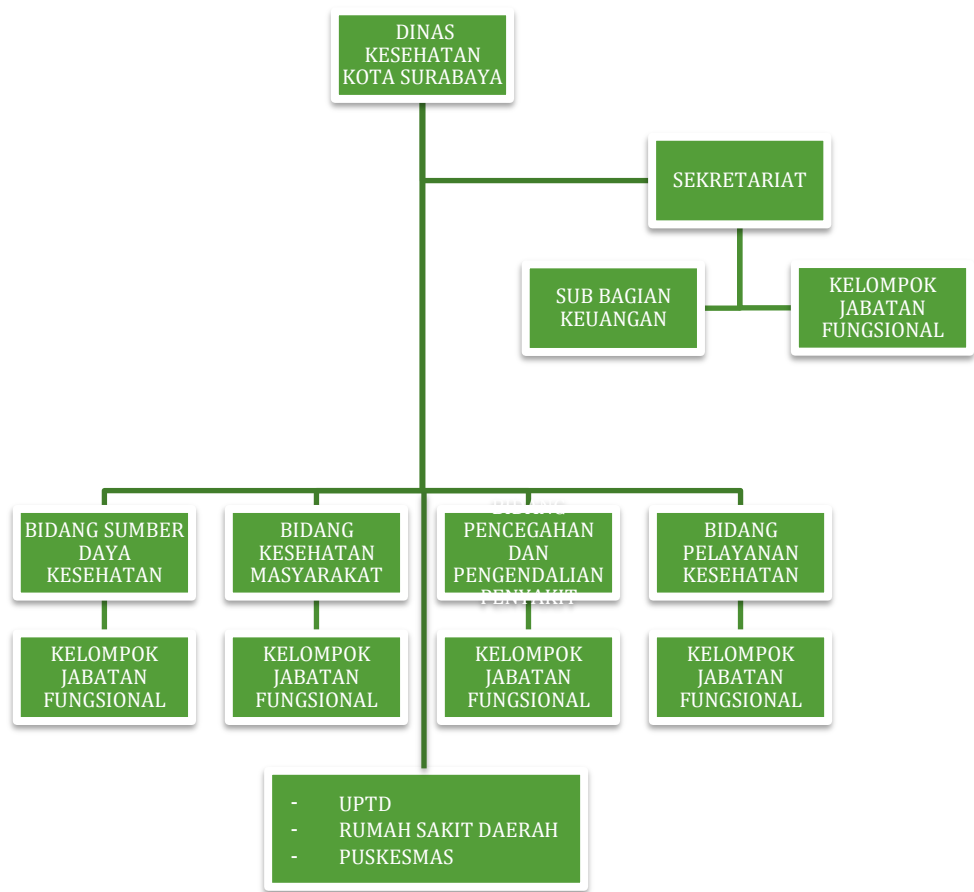 DINAS
KESEHATAN
KOTA SURABAYA
SEKRETARIAT
SUB BAGIAN
KEUANGAN
KELOMPOK
JABATAN
FUNGSIONAL
BIDANG SUMBER
DAYA
KESEHATAN
BIDANG
KESEHATAN
MASYARAKAT
BIDANG
PENCEGAHAN
DAN
PENGENDALIAN
PENYAKIT
BIDANG
PELAYANAN
KESEHATAN
KELOMPOK
JABATAN
FUNGSIONAL
KELOMPOK
JABATAN
FUNGSIONAL
KELOMPOK
JABATAN
FUNGSIONAL
KELOMPOK
JABATAN
FUNGSIONAL
- UPTD
- RUMAH SAKIT DAERAH
- PUSKESMAS